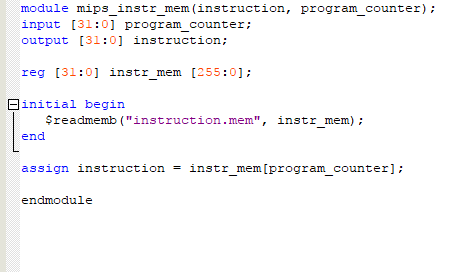 module mips_instr_mem(instruction, program_counter);
input [31:0] program_counter;
output [31:0] instruction;
reg [31:0] instr_mem [255:0];
initial begin
$readmemb("instruction.mem", instr_mem);
end
assign instruction = instr_mem[program_counter];
endmodule